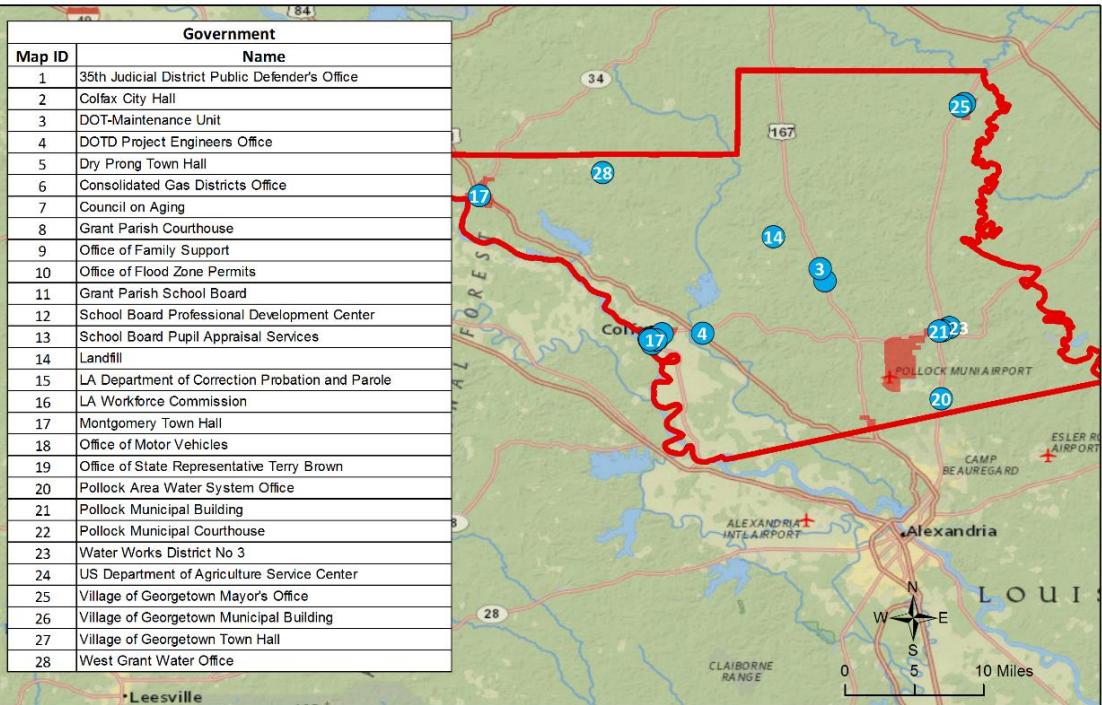 Government
Map ID Name
1 35th Judicial District Public Defender's Office
2 Colfax City Hall
3 DOT-Maintenance Unit
4 DOTD Project Engineers Office
5 Dry Prong Town Hall
6 Consolidated Gas Districts Office
7 Council on Aging
8 Grant Parish Courthouse
9 Office of Family Support
10 Office of Flood Zone Permits
11 Grant Parish School Board
12 School Board Professional Development Center
13 School Board Pupil Appraisal Services
14 Landfill
15 LA Department of Correction Probation and Parole
16 LA Workforce Commission
17 Montgomery Town Hall
18 Office of Motor Vehicles
19 Office of State Representative Terry Brown
20 Pollock Area Water System Office
21 Pollock Municipal Building
22 Pollock Municipal Courthouse
23 Water Works District No 3
24 US Department of Agriculture Service Center
25 Village of Georgetown Mayor's Office
26 Village of Georgetown Municipal Building
27 Village of Georgetown Town Hall
28 West Grant Water Office
84
34
25
167
28
17
14
3
NAL FOREST
Colf
17
4
21 23
POLLOCK MUNI AIRPORT
20
ESLER R
AIRPORT
CAMP
BEAUREGARD
ALEXANDRIA
INTL AIRPORT
Alexandria
28
N
W E
S
LOUIS
CLAIBORNE
RANGE
0 5 10 Miles
Leesville